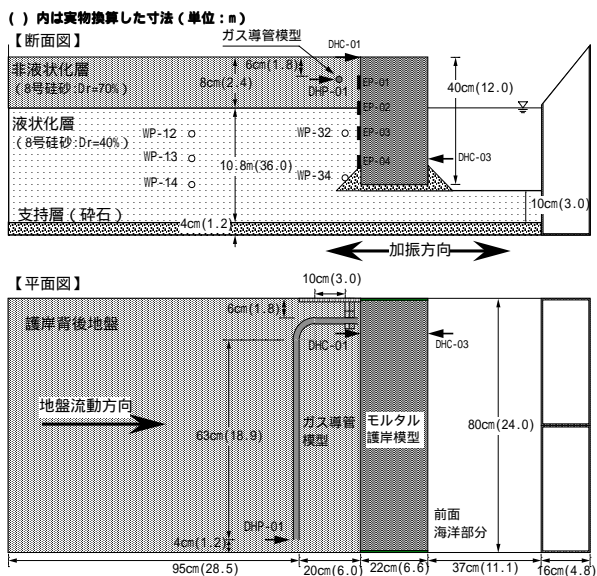 ( ) 内は実物換算した寸法(単位:m)
【断面図】
ガス導管模型
DHC-01
非液状化層
(8号硅砂:Dr=70%)
6cm(1.8)
8cm(2.4)
DHP-01
EP-01
40cm(12.0)
EP-02
液状化層
(8号硅砂:Dr=40%)
WP-12
WP-32
EP-03
WP-13
EP-04
DHC-03
10.8m(36.0)
WP-14
WP-34
支持層(砕石)
4cm(1.2)
10cm(3.0)
加振方向
【平面図】
10cm(3.0)
6cm(1.8)
護岸背後地盤
DHC-01
DHC-03
地盤流動方向
63cm(18.9)
ガス導管
模型
モルタル
護岸模型
80cm(24.0)
DHP-01
4cm(1.2)
前面
海洋部分
95cm(28.5)
20cm(6.0)
22cm(6.6)
37cm(11.1)
16cm(4.8)